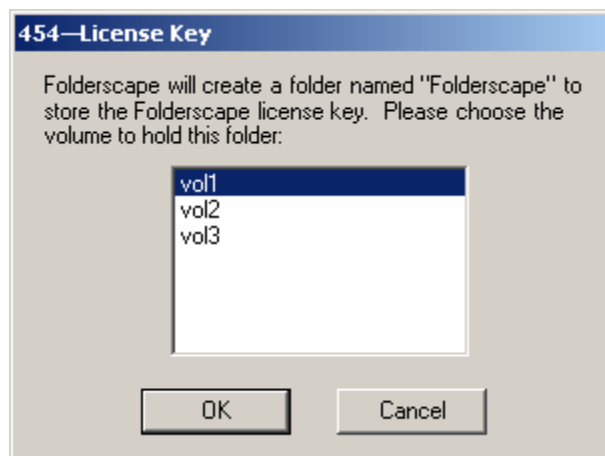 454—License Key
Folderscape will create a folder named "Folderscape" to
store the Folderscape license key.  Please choose the
volume to hold this folder:
vol1
vol2
vol3
OK
Cancel